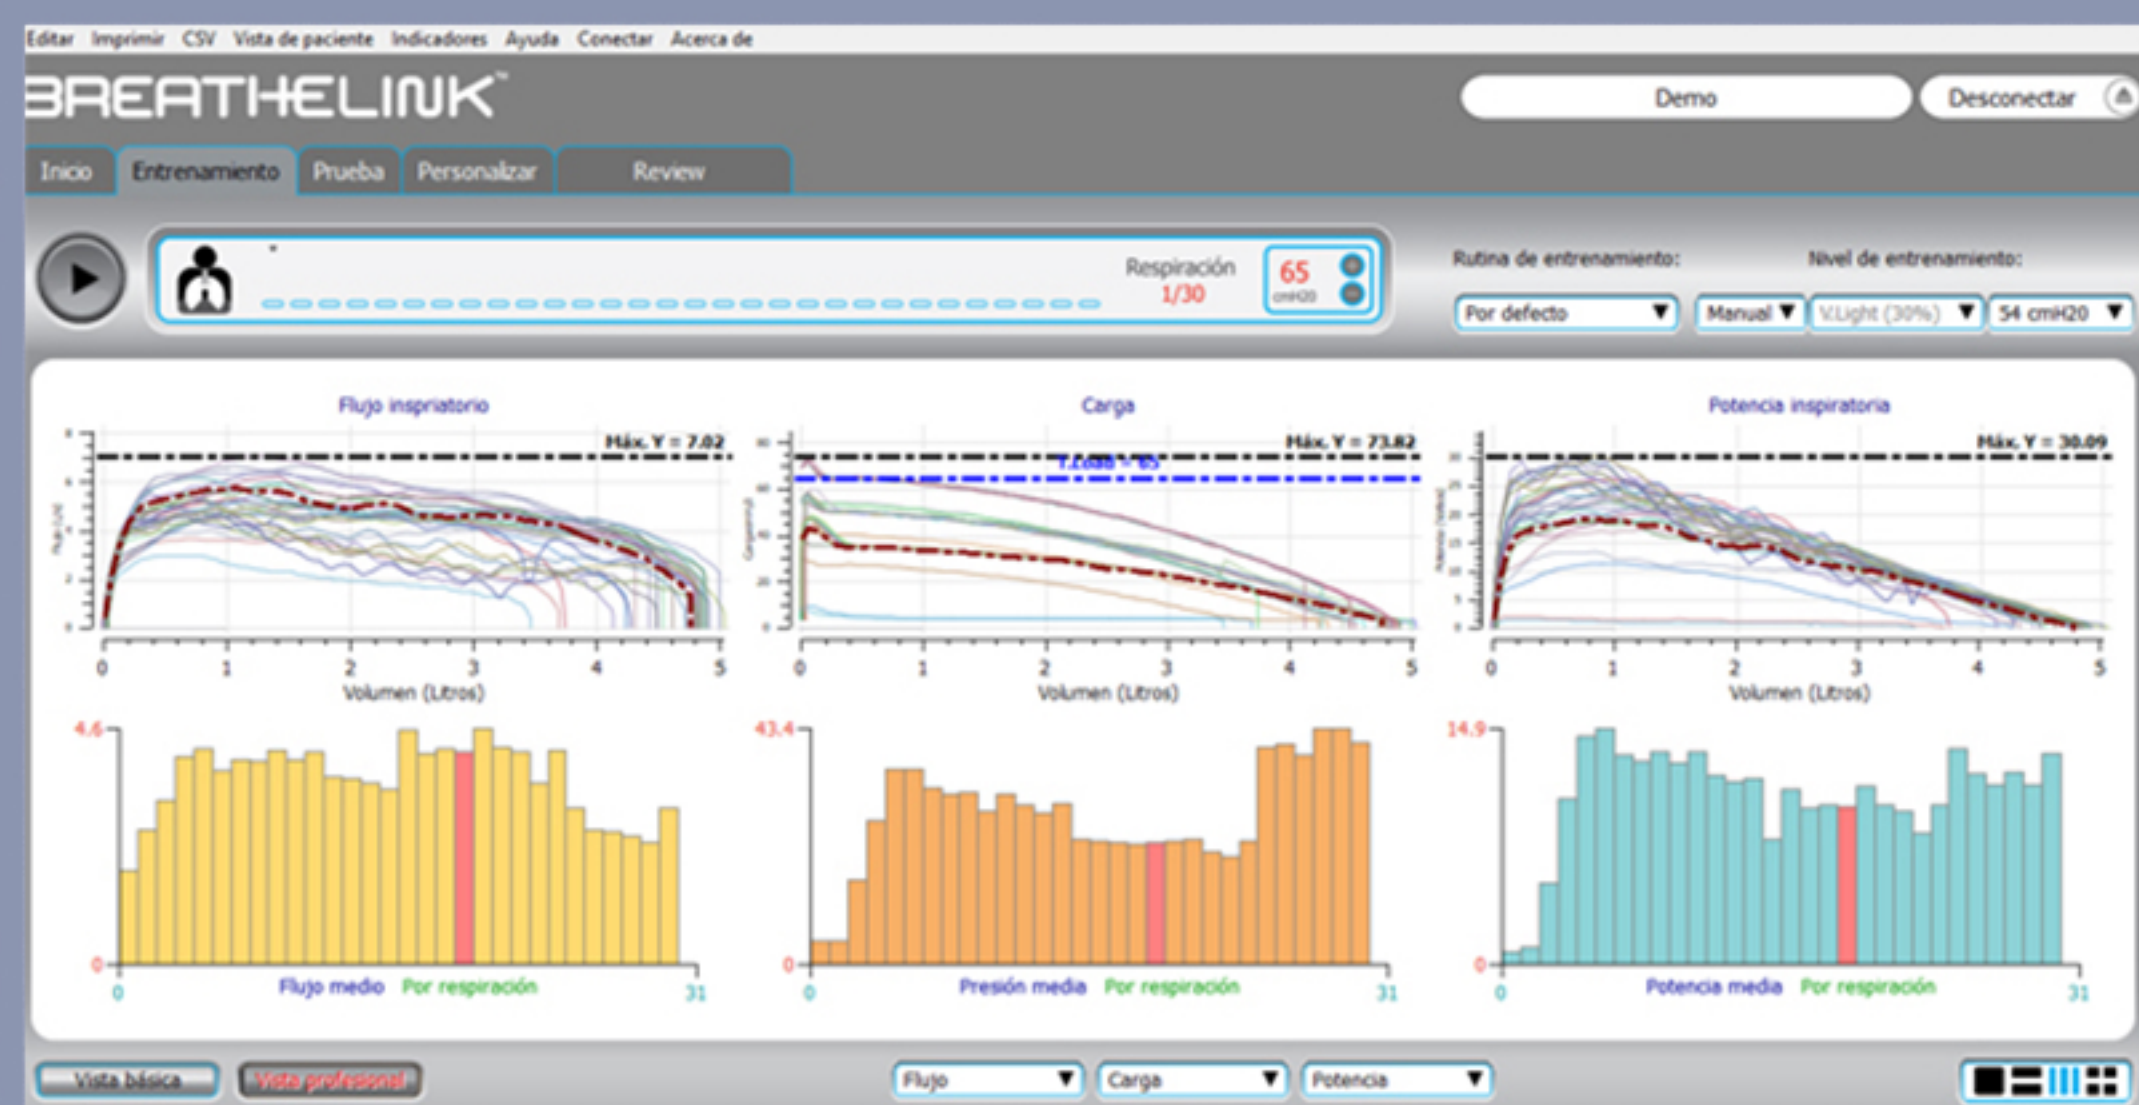 Editar Imprimir CSV Vista de paciente Indicadores Ayuda Conectar Acerca de
BREATHELINK™
Demo
Desconectar
Inicio Entrenamiento Prueba Personalizar Review
Respiración
1/30
65
cmH20
Rutina de entrenamiento: Nivel de entrenamiento:
Por defecto Manual V.Light (30%) 54 cmH20
Flujo inspriatorio
Máx. Y = 7.02
0 1 2 3 4 5
Volumen (Litros)
Carga
Máx. Y = 73.82
T.Load = 65
0 1 2 3 4 5
Volumen (Litros)
Potencia inspiratoria
Máx. Y = 30.09
0 1 2 3 4 5
Volumen (Litros)
4.6
0
Flujo medio Por respiración
0 31
43.4
0
Presión media Por respiración
0 31
14.9
0
Potencia media Por respiración
0 31
Vista básica Vista profesional Flujo Carga Potencia